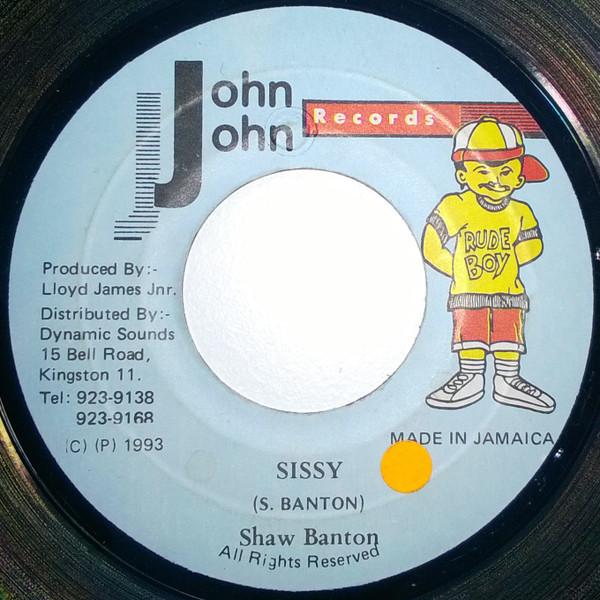 John
John
Records
RUDE
BOY
Produced By:-
Lloyd James Jnr.
Distributed By:-
Dynamic Sounds
15 Bell Road,
Kingston 11.
Tel: 923-9138
923-9168
(C) (P) 1993
MADE IN JAMAICA
SISSY
(S. BANTON)
Shaw Banton
All Rights Reserved